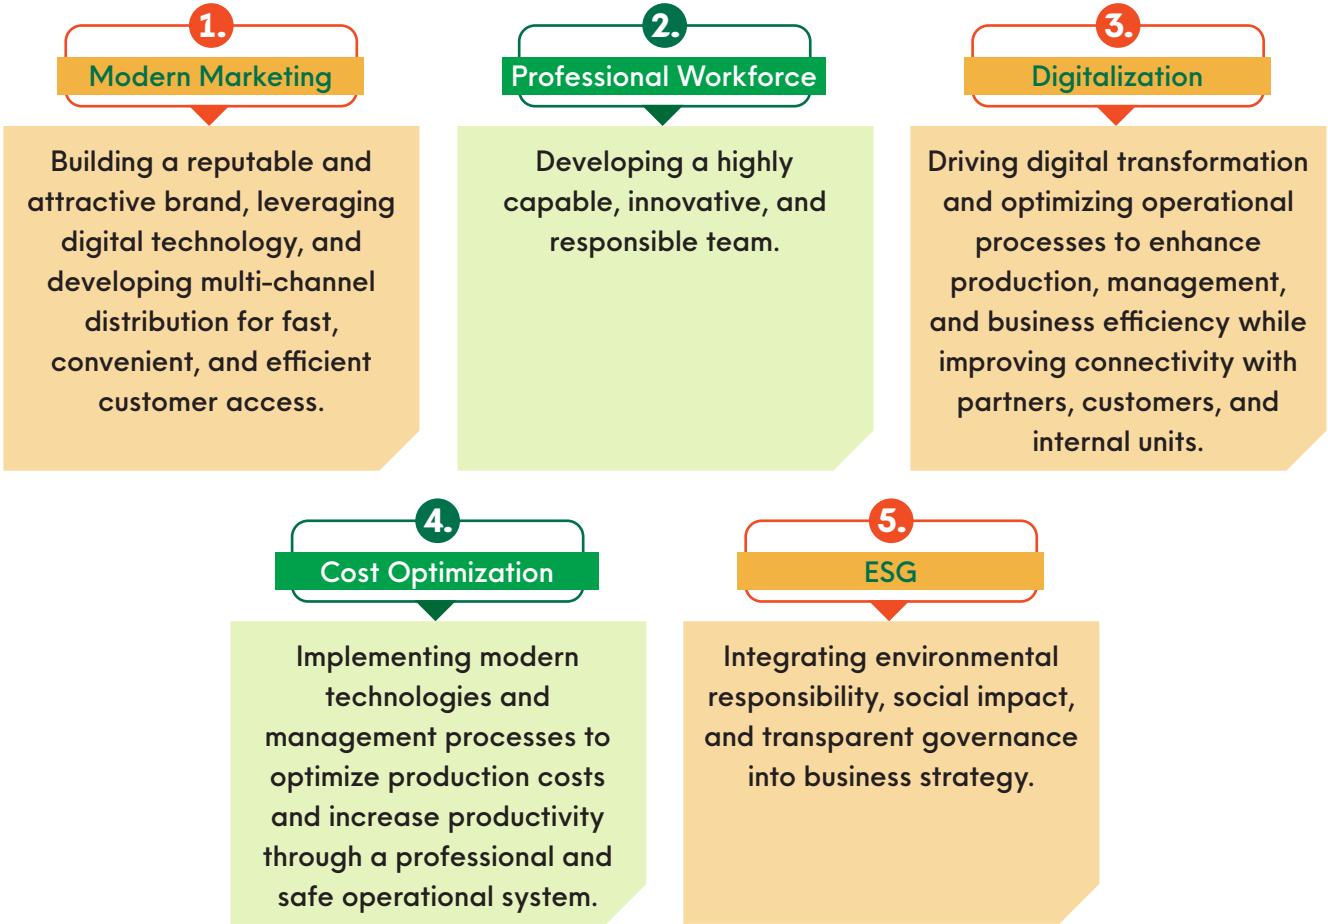 1.
Modern Marketing
Building a reputable and
attractive brand, leveraging
digital technology, and
developing multi-channel
distribution for fast,
convenient, and efficient
customer access.
2.
Professional Workforce
Developing a highly
capable, innovative, and
responsible team.
3.
Digitalization
Driving digital transformation
and optimizing operational
processes to enhance
production, management,
and business efficiency while
improving connectivity with
partners, customers, and
internal units.
4.
Cost Optimization
Implementing modern
technologies and
management processes to
optimize production costs
and increase productivity
through a professional and
safe operational system.
5.
ESG
Integrating environmental
responsibility, social impact,
and transparent governance
into business strategy.